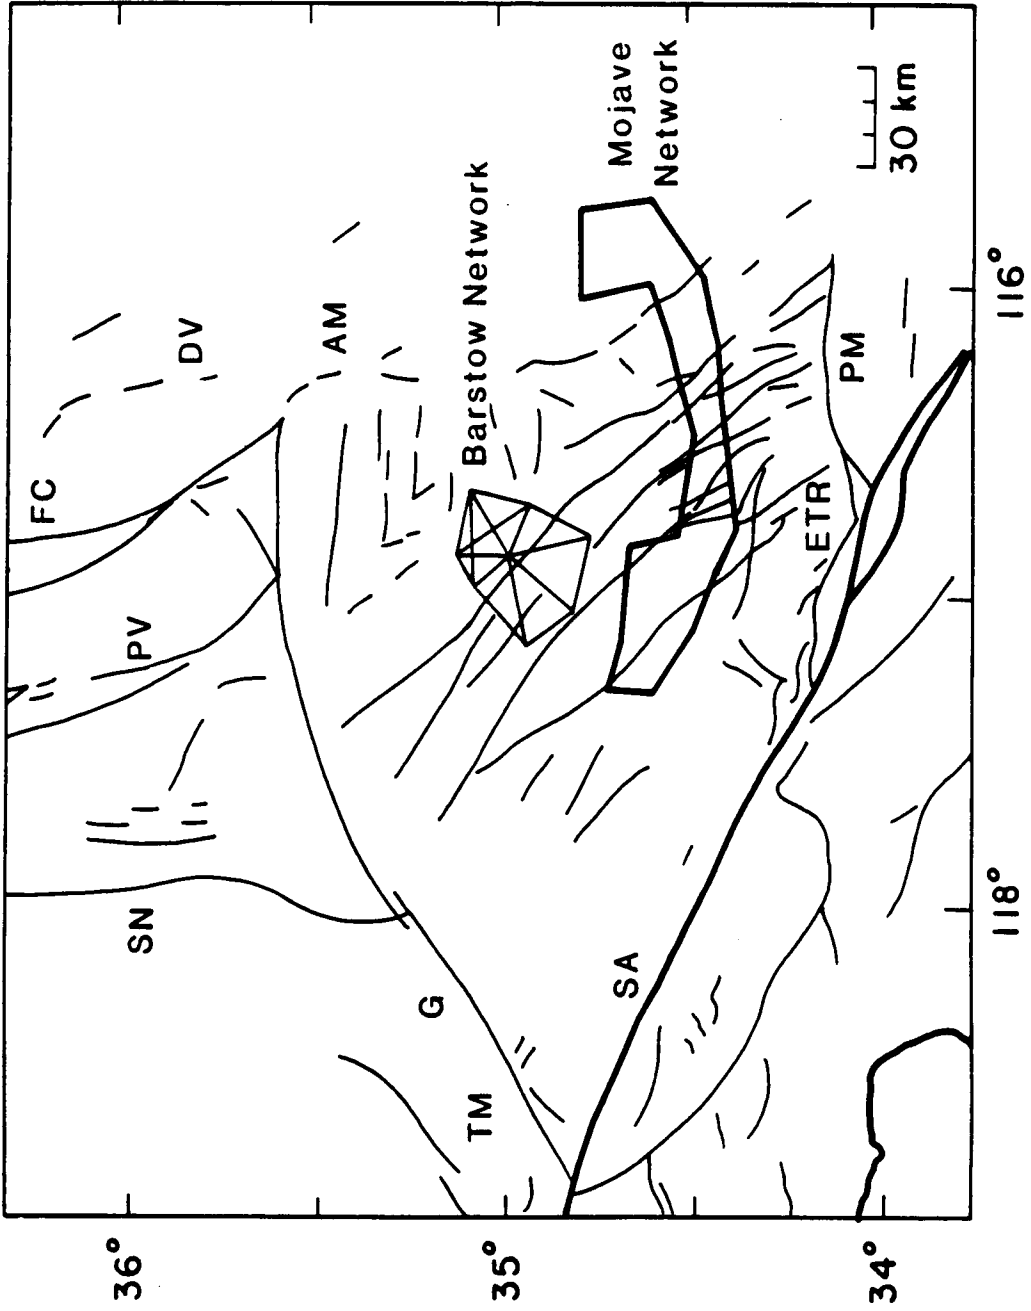 FC
DV
PV
AM
SN
Barstow Network
Mojave
Network
G
TM
SA
ETR
PM
30 km
36°
35°
34°
118°
116°